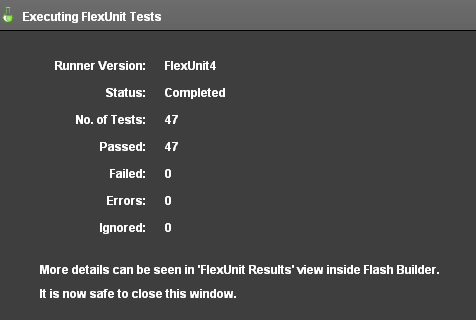 Executing FlexUnit Tests
Runner Version: FlexUnit4
Status: Completed
No. of Tests: 47
Passed: 47
Failed: 0
Errors: 0
Ignored: 0
More details can be seen in 'FlexUnit Results' view inside Flash Builder.
It is now safe to close this window.